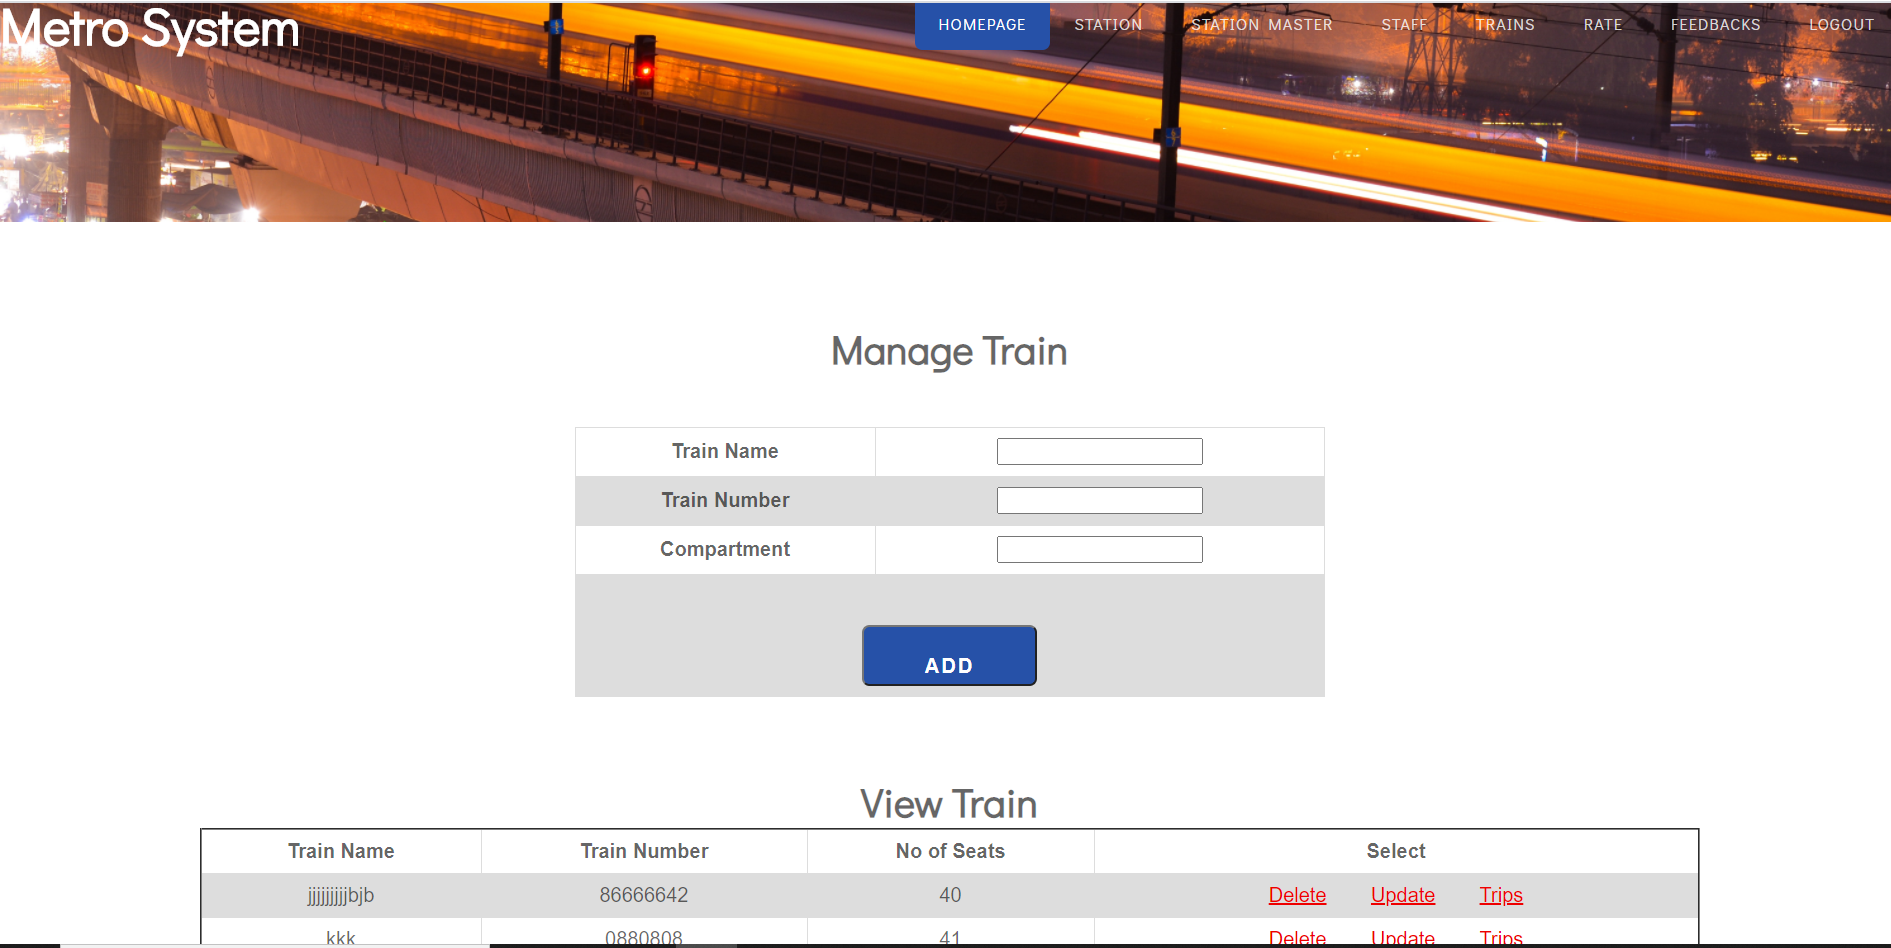 Metro System
HOMEPAGE STATION STATION MASTER STAFF TRAINS RATE FEEDBACKS LOGOUT
Manage Train
Train Name
Train Number
Compartment
ADD
View Train
Train Name Train Number No of Seats Select
jjjjjjjjjbjb 86666642 40 Delete Update Trips
kkk 0880808 41 Delete Update Trips